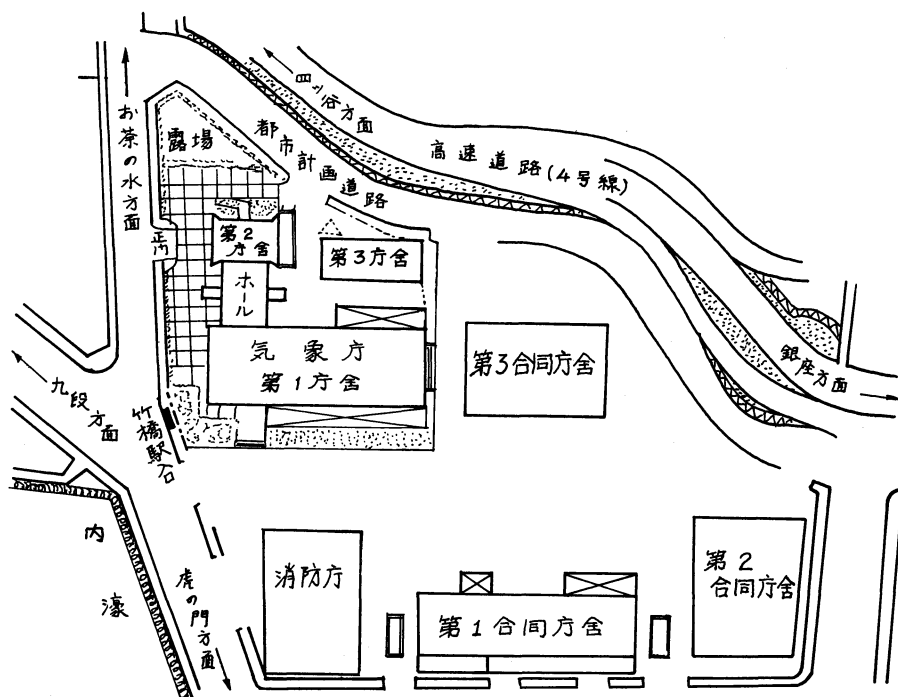 四ツ谷方面
お茶の水方面
露場
都市計画道路
高速道路(4号線)
正門
第2
庁舎
第3庁舎
ホール
気象庁
第1庁舎
第3合同庁舎
銀座方面
九段方面
竹橋駅
内濠
消防庁
虎の門方面
第1合同庁舎
第2
合同庁舎